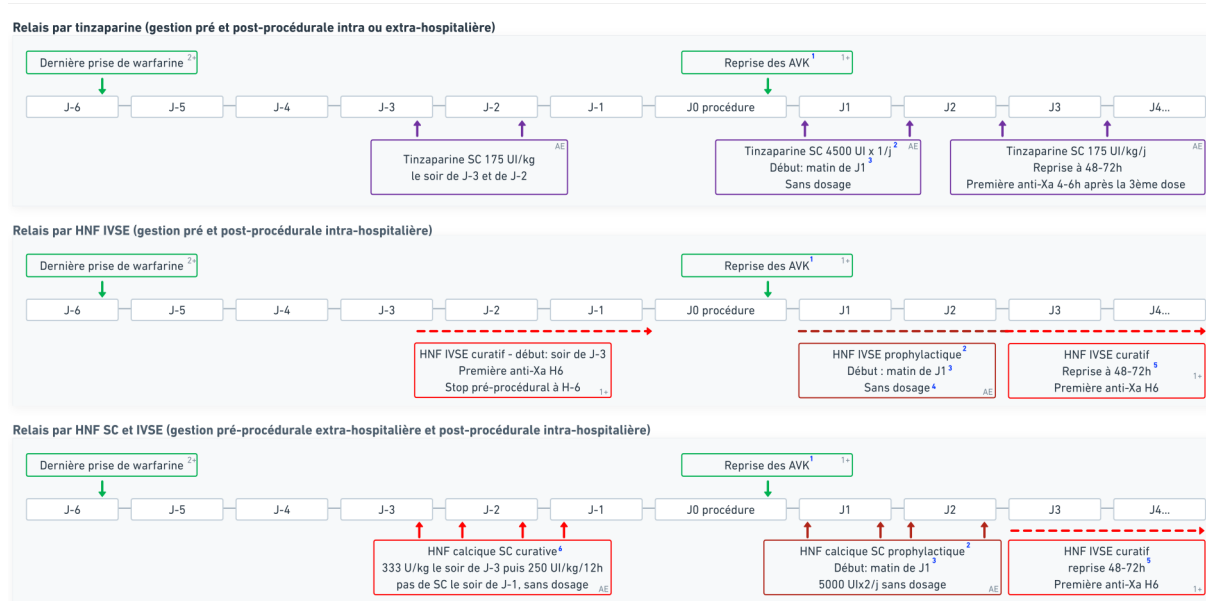 Relais par tinzaparine (gestion pré et post-procédurale intra ou extra-hospitalière)
Dernière prise de warfarine 2+
Reprise des AVK 1 1+
J-6 J-5 J-4 J-3 J-2 J-1 J0 procédure J1 J2 J3 J4...
Tinzaparine SC 175 UI/kg AE
le soir de J-3 et de J-2
Tinzaparine SC 4500 UI x 1/j 2 AE
Début: matin de J1 3
Sans dosage
Tinzaparine SC 175 UI/kg/j AE
Reprise à 48-72h
Première anti-Xa 4-6h après la 3ème dose
Relais par HNF IVSE (gestion pré et post-procédurale intra-hospitalière)
Dernière prise de warfarine 2+
Reprise des AVK 1 1+
J-6 J-5 J-4 J-3 J-2 J-1 J0 procédure J1 J2 J3 J4...
HNF IVSE curatif - début: soir de J-3
Première anti-Xa H6
Stop pré-procédural à H-6 1+
HNF IVSE prophylactique 2
Début : matin de J1 3
Sans dosage 4 AE
HNF IVSE curatif
Reprise à 48-72h 5 1+
Première anti-Xa H6
Relais par HNF SC et IVSE (gestion pré-procédurale extra-hospitalière et post-procédurale intra-hospitalière)
Dernière prise de warfarine 2+
Reprise des AVK 1 1+
J-6 J-5 J-4 J-3 J-2 J-1 J0 procédure J1 J2 J3 J4...
HNF calcique SC curative 6
333 U/kg le soir de J-3 puis 250 UI/kg/12h
pas de SC le soir de J-1, sans dosage AE
HNF calcique SC prophylactique 2
Début: matin de J1 3
5000 UIx2/j sans dosage AE
HNF IVSE curatif
reprise 48-72h 5
Première anti-Xa H6 1+